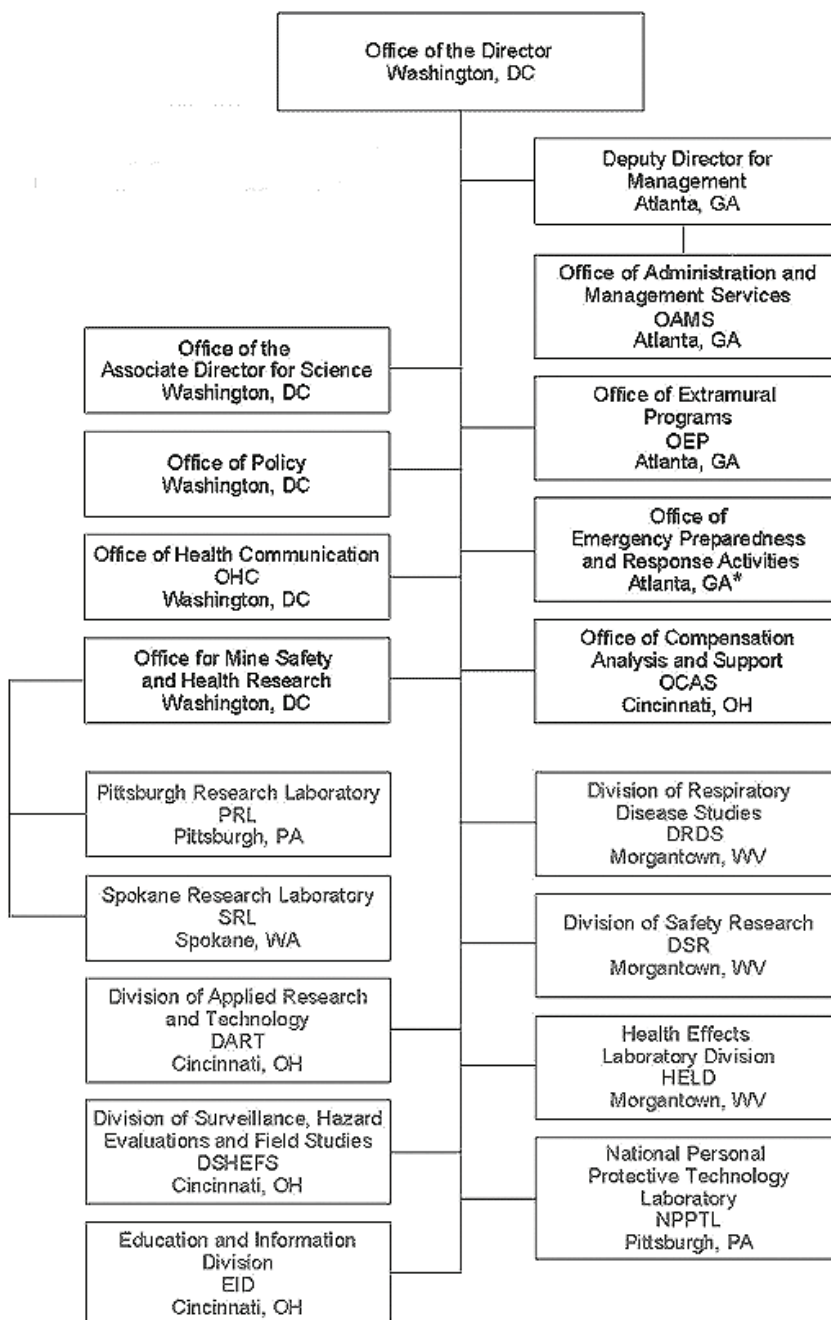 Office of the Director
Washington, DC
Deputy Director for
Management
Atlanta, GA
Office of Administration and
Management Services
OAMS
Atlanta, GA
Office of the
Associate Director for Science
Washington, DC
Office of Extramural
Programs
OEP
Atlanta, GA
Office of Policy
Washington, DC
Office of
Emergency Preparedness
and Response Activities
Atlanta, GA*
Office of Health Communication
OHC
Washington, DC
Office of Compensation
Analysis and Support
OCAS
Cincinnati, OH
Office for Mine Safety
and Health Research
Washington, DC
Pittsburgh Research Laboratory
PRL
Pittsburgh, PA
Division of Respiratory
Disease Studies
DRDS
Morgantown, WV
Spokane Research Laboratory
SRL
Spokane, WA
Division of Safety Research
DSR
Morgantown, WV
Division of Applied Research
and Technology
DART
Cincinnati, OH
Health Effects
Laboratory Division
HELD
Morgantown, WV
Division of Surveillance, Hazard
Evaluations and Field Studies
DSHEFS
Cincinnati, OH
National Personal
Protective Technology
Laboratory
NPPTL
Pittsburgh, PA
Education and Information
Division
EID
Cincinnati, OH